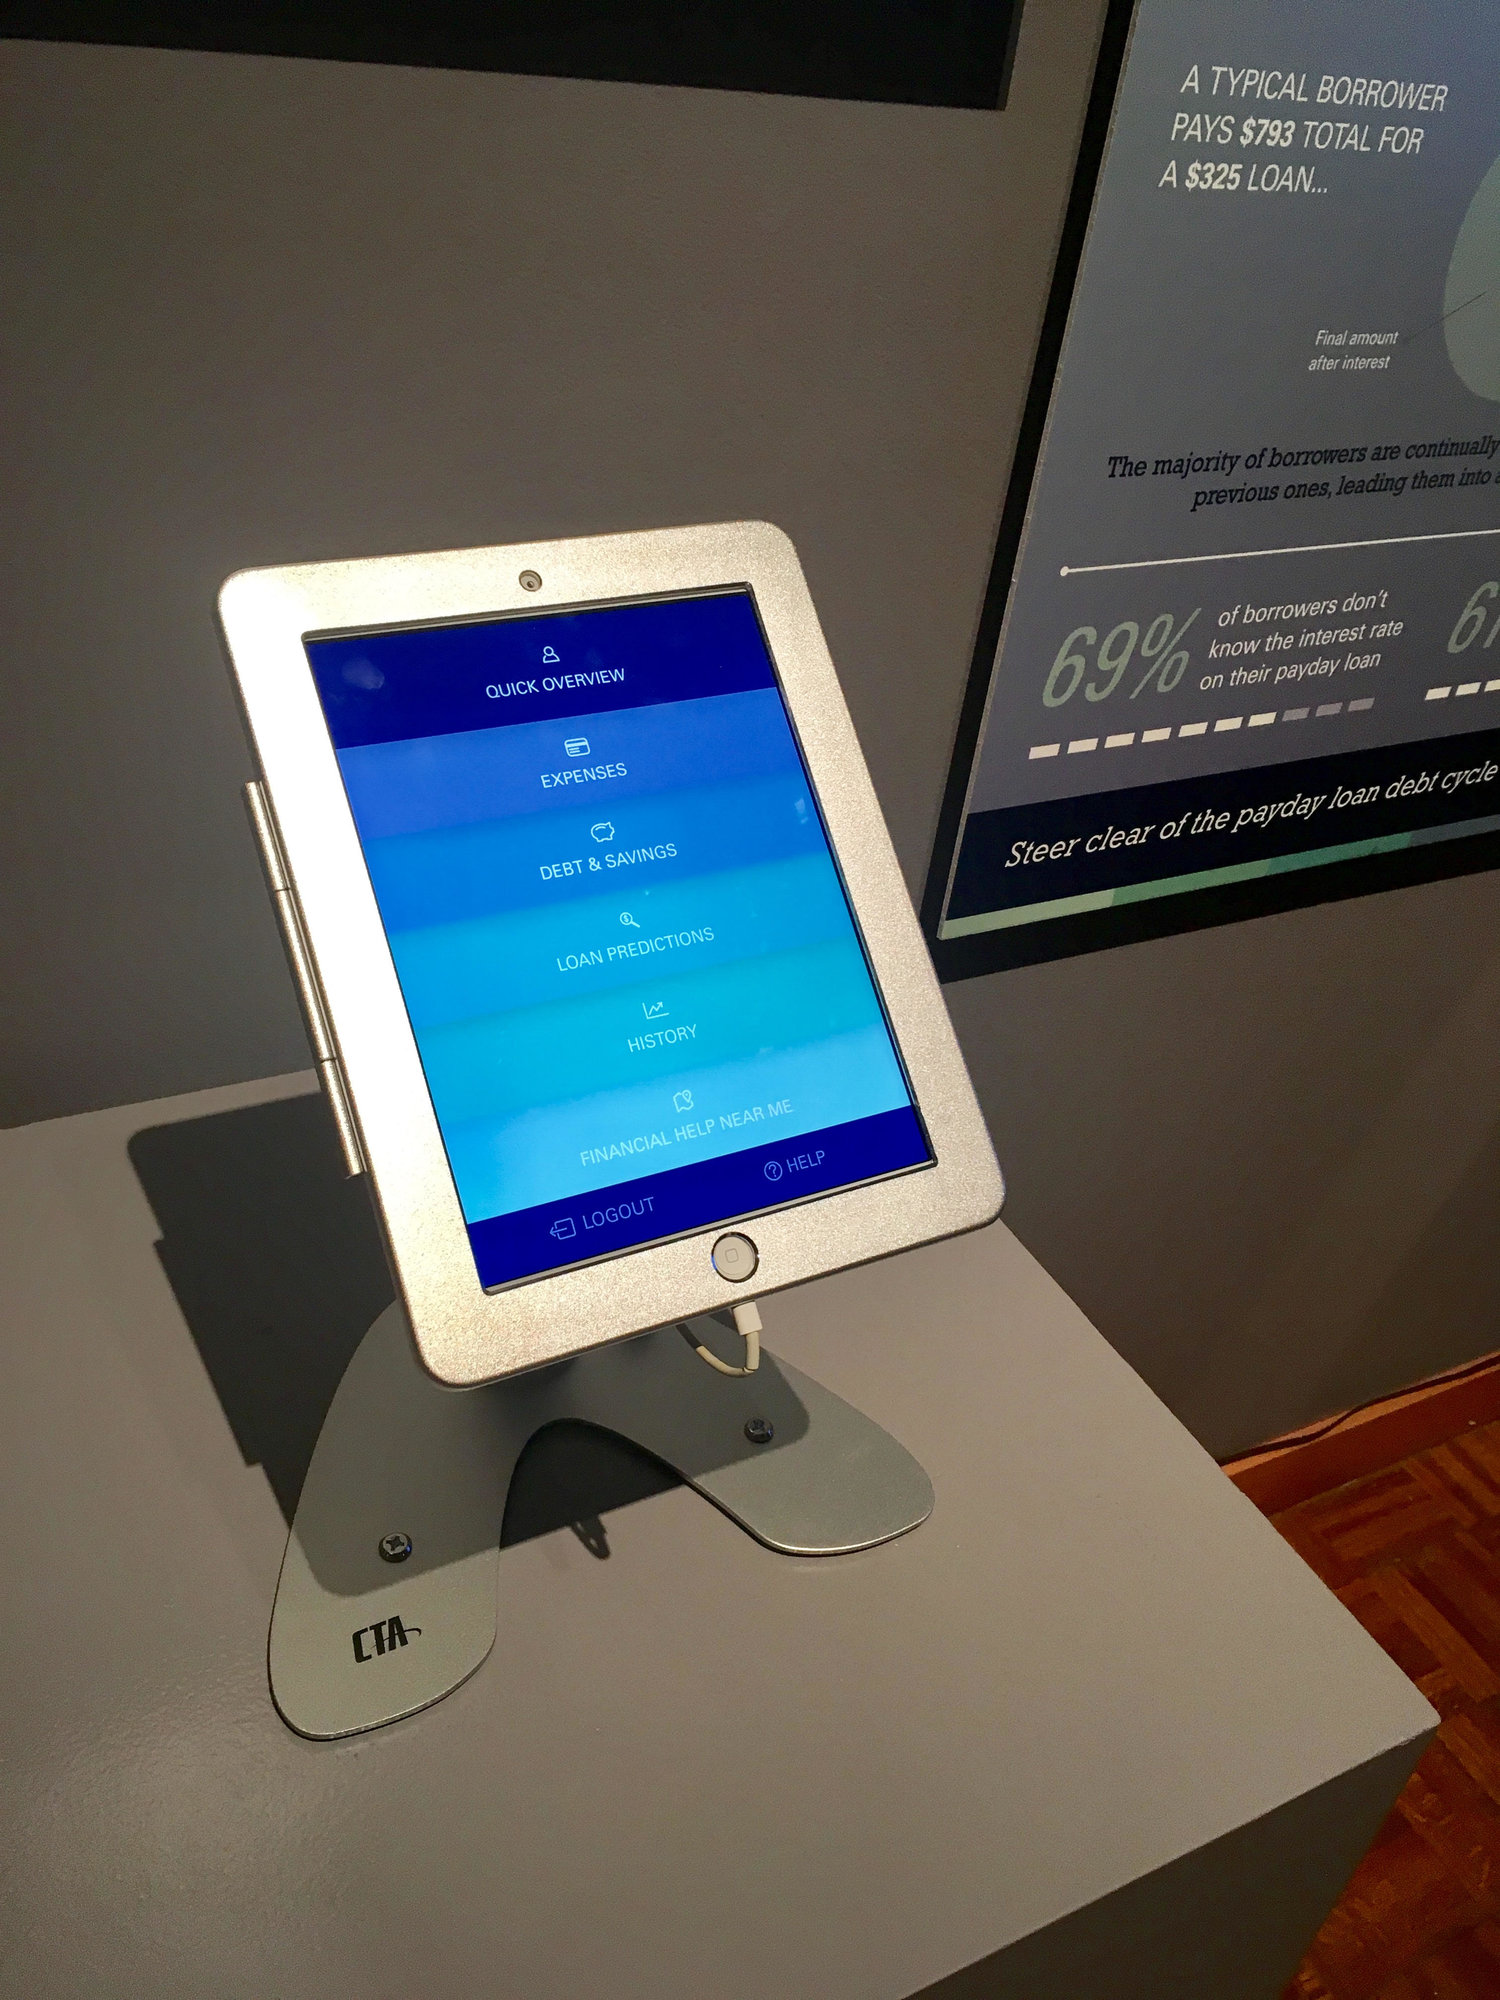 A TYPICAL BORROWER
PAYS $793 TOTAL FOR
A $325 LOAN...
Final amount
after interest
The majority of borrowers are continually
previous ones, leading them into
69%
of borrowers don't
know the interest rate
on their payday loan
Steer clear of the payday loan debt cycle
QUICK OVERVIEW
EXPENSES
DEBT & SAVINGS
LOAN PREDICTIONS
HISTORY
FINANCIAL HELP NEAR ME
LOGOUT
HELP
CTA